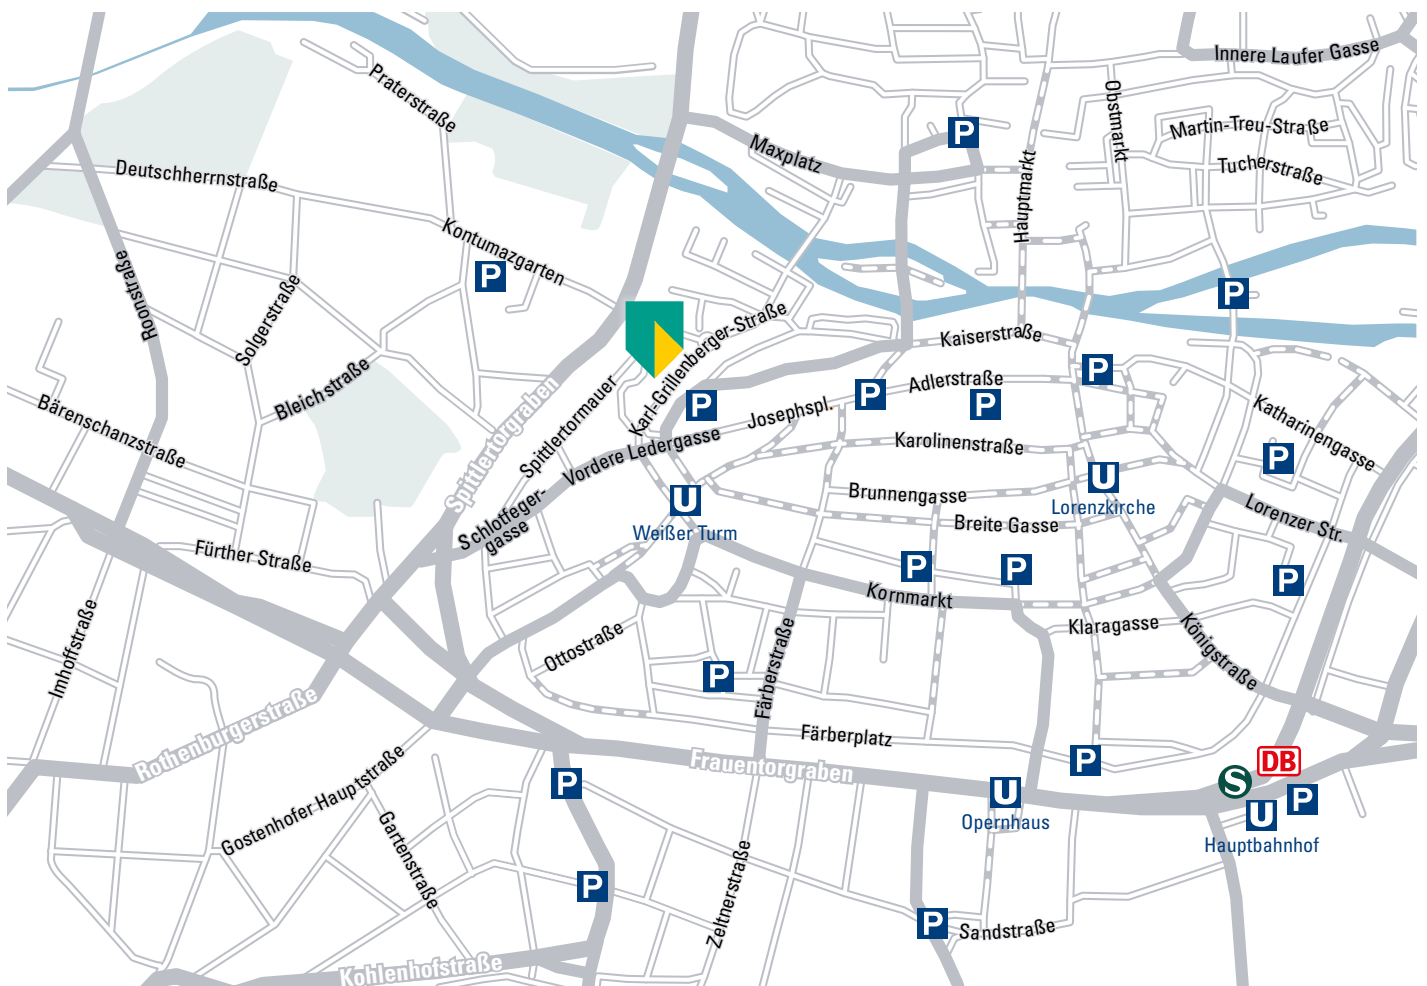 Innere Laufer Gasse
Praterstraße
Obstmarkt
Martin-Treu-Straße
P
Maxplatz
Tucherstraße
Deutschherrnstraße
Hauptmarkt
Kontumazgarten
P
Roonstraße
Solgerstraße
P
Karl-Grillenberger-Straße
Kaiserstraße
Bleichstraße
Spittlertormauer
P
Adlerstraße
P
P
P
Josephspl.
Katharinengasse
Bärenschanzstraße
Spittlertorgraben
Vordere Ledergasse
Karolinenstraße
P
U
Lorenzkirche
Brunnengasse
U
Weißer Turm
Schlotfeger-
gasse
Breite Gasse
Lorenzer Str.
Fürther Straße
P
P
P
Kornmarkt
Imhoffstraße
Ottostraße
Färberstraße
Klaragasse
Königstraße
P
Rothenburgerstraße
Färberplatz
Frauentorgraben
P
DB
S
P
U
Opernhaus
P
U
Hauptbahnhof
Gostenhofer Hauptstraße
Gartenstraße
P
Zeltnerstraße
P
Sandstraße
Kohlenhofstraße